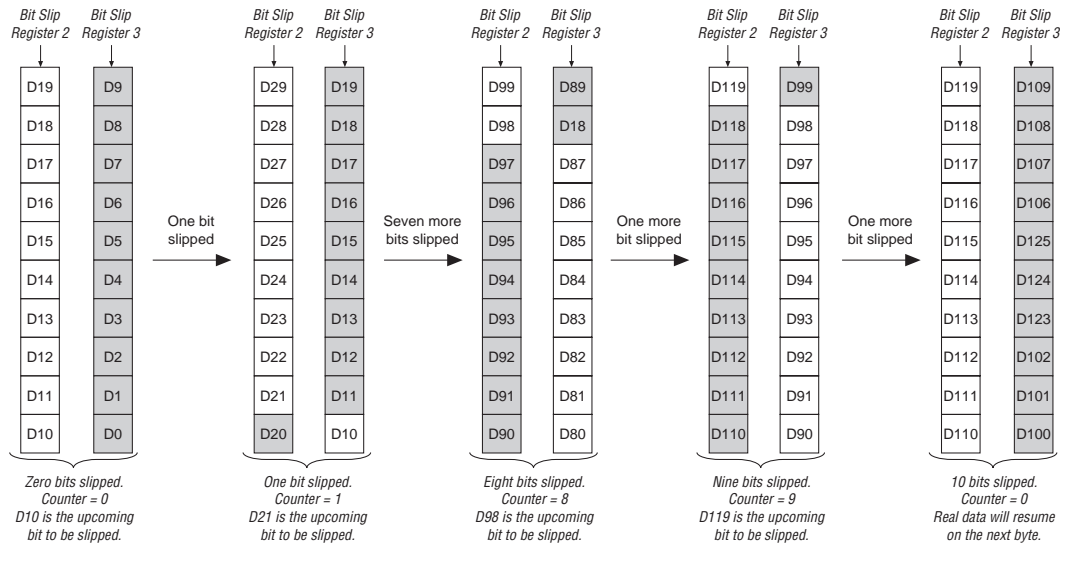 Bit Slip Bit Slip Bit Slip Bit Slip Bit Slip Bit Slip Bit Slip Bit Slip Bit Slip Bit Slip
Register 2 Register 3 Register 2 Register 3 Register 2 Register 3 Register 2 Register 3 Register 2 Register 3
D19 D9 D29 D19 D99 D89 D119 D99 D119 D109
D18 D8 D28 D18 D98 D18 D118 D98 D118 D108
D17 D7 D27 D17 D97 D87 D117 D97 D117 D107
D16 D6 D26 D16 D96 D86 D116 D96 D116 D106
One bit Seven more One more One more
slipped bits slipped bit slipped bit slipped
D15 D5 D25 D15 D95 D85 D115 D95 D115 D125
D14 D4 D24 D14 D94 D84 D114 D94 D114 D124
D13 D3 D23 D13 D93 D83 D113 D93 D113 D123
D12 D2 D22 D12 D92 D82 D112 D92 D112 D102
D11 D1 D21 D11 D91 D81 D111 D91 D111 D101
D10 D0 D20 D10 D90 D80 D110 D90 D110 D100
Zero bits slipped. One bit slipped. Eight bits slipped. Nine bits slipped. 10 bits slipped.
Counter = 0 Counter = 1 Counter = 8 Counter = 9 Counter = 0
D10 is the upcoming D21 is the upcoming D98 is the upcoming D119 is the upcoming Real data will resume
bit to be slipped. bit to be slipped. bit to be slipped. bit to be slipped. on the next byte.